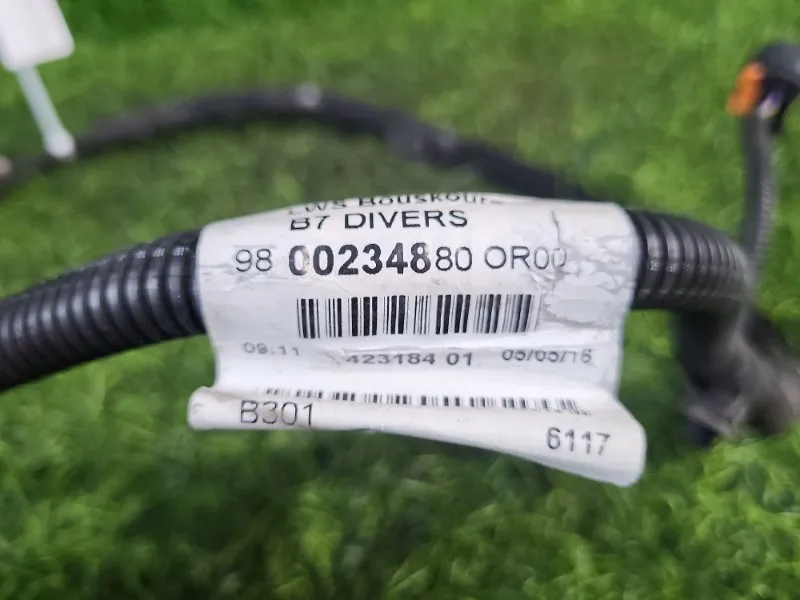 B7 DIVERS
98 00234880 OR00
09:11 423184 01 05/05/16
B301
6117